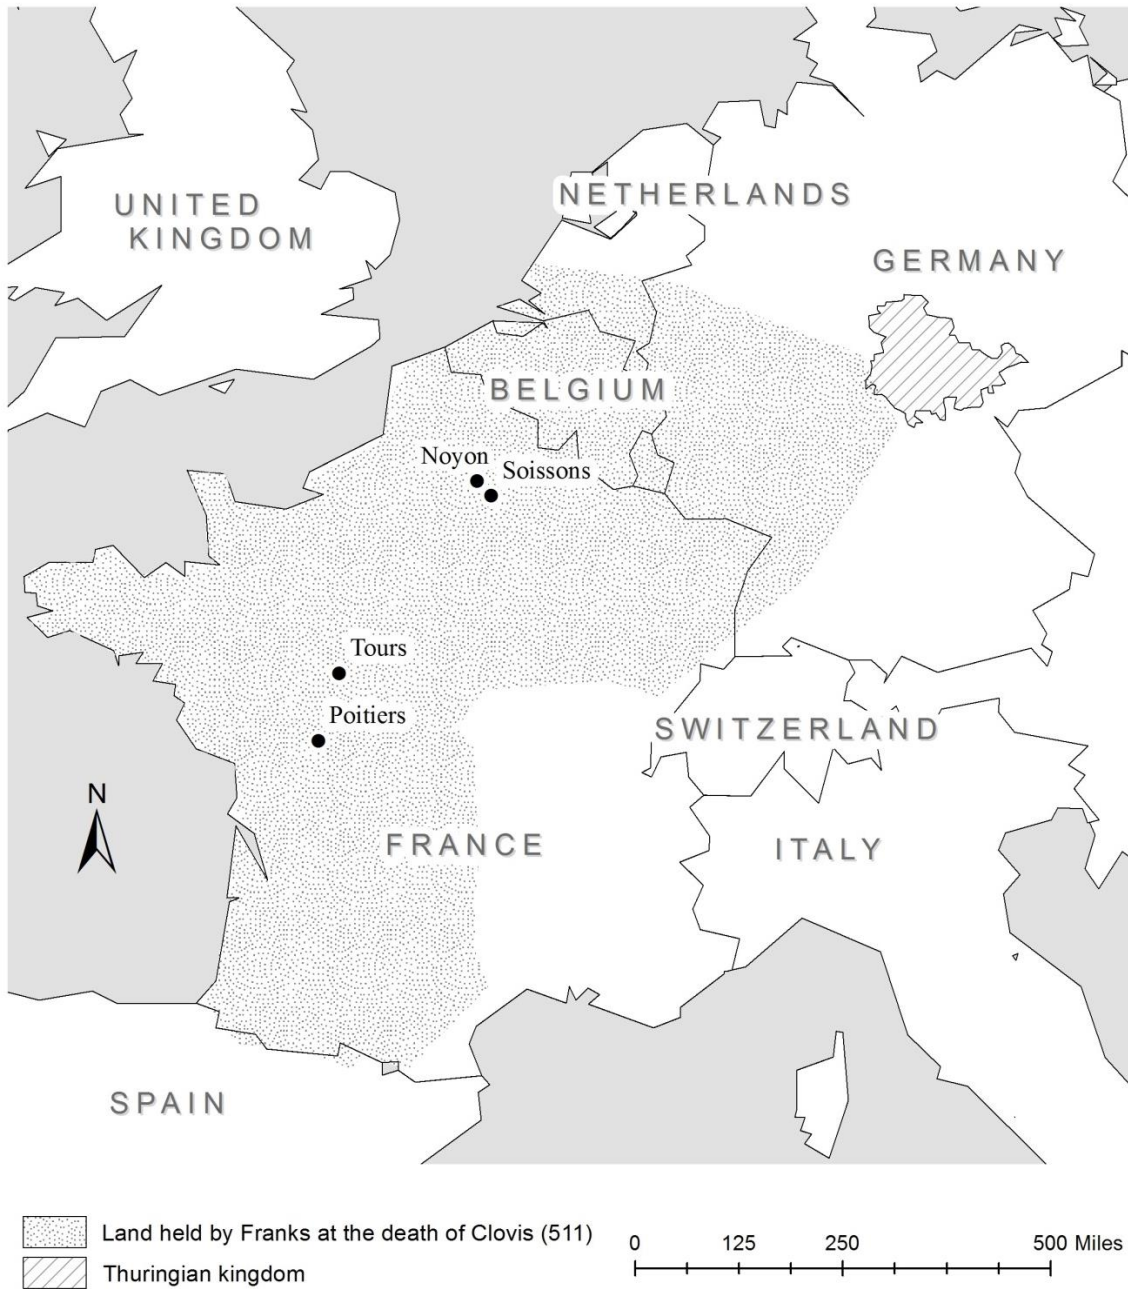 NETHERLANDS
UNITED
KINGDOM
GERMANY
BELGIUM
Noyon
Soissons
Tours
Poitiers
SWITZERLAND
N
FRANCE
ITALY
SPAIN
Land held by Franks at the death of Clovis (511)
Thuringian kingdom
0 125 250 500 Miles